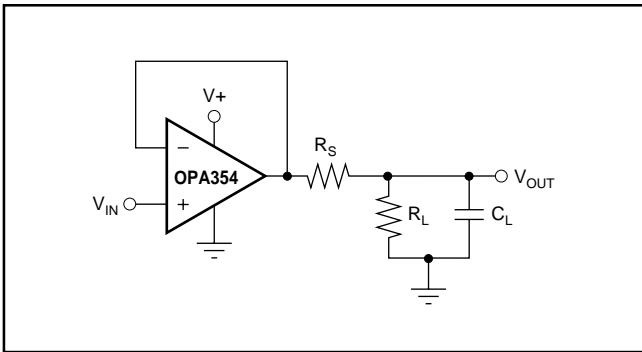 V+
R_S
−
OPA354
V_OUT
V_IN
+
R_L
C_L